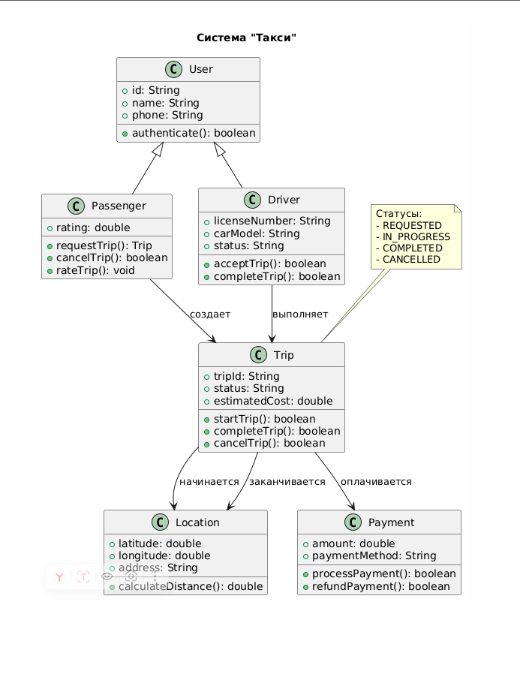 Система "Такси"
C User
id: String
name: String
phone: String
authenticate(): boolean
C Passenger
rating: double
requestTrip(): Trip
cancelTrip(): boolean
rateTrip(): void
C Driver
licenseNumber: String
carModel: String
status: String
acceptTrip(): boolean
completeTrip(): boolean
Статусы:
- REQUESTED
- IN_PROGRESS
- COMPLETED
- CANCELLED
создает
выполняет
C Trip
tripId: String
status: String
estimatedCost: double
startTrip(): boolean
completeTrip(): boolean
cancelTrip(): boolean
начинается
заканчивается
оплачивается
C Location
latitude: double
longitude: double
address: String
calculateDistance(): double
C Payment
amount: double
paymentMethod: String
processPayment(): boolean
refundPayment(): boolean